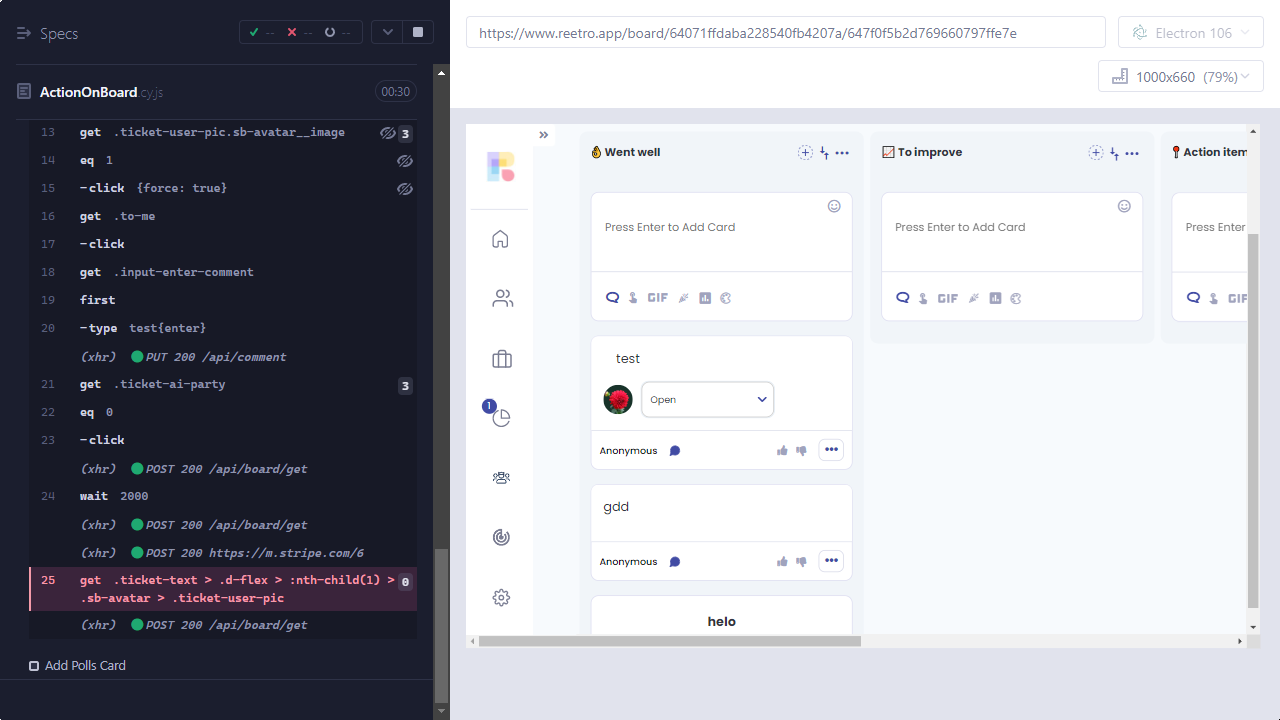 Specs
-- -- --
ActionOnBoard.cy.js 00:30
13 get .ticket-user-pic.sb-avatar__image 3
14 eq 1
15 -click {force: true}
16 get .to-me
17 -click
18 get .input-enter-comment
19 first
20 -type test{enter}
(xhr) PUT 200 /api/comment
21 get .ticket-ai-party 3
22 eq 0
23 -click
(xhr) POST 200 /api/board/get
24 wait 2000
(xhr) POST 200 /api/board/get
(xhr) POST 200 https://m.stripe.com/6
25 get .ticket-text > .d-flex > :nth-child(1) > 0
.sb-avatar > .ticket-user-pic
(xhr) POST 200 /api/board/get
Add Polls Card
https://www.reetro.app/board/64071ffdaba228540fb4207a/647f0f5b2d769660797ffe7e
Electron 106
1000x660 (79%)
1
Went well
Press Enter to Add Card
GIF
test
Open
Anonymous
gdd
Anonymous
helo
To improve
Press Enter to Add Card
GIF
Action item
Press Enter
GIF